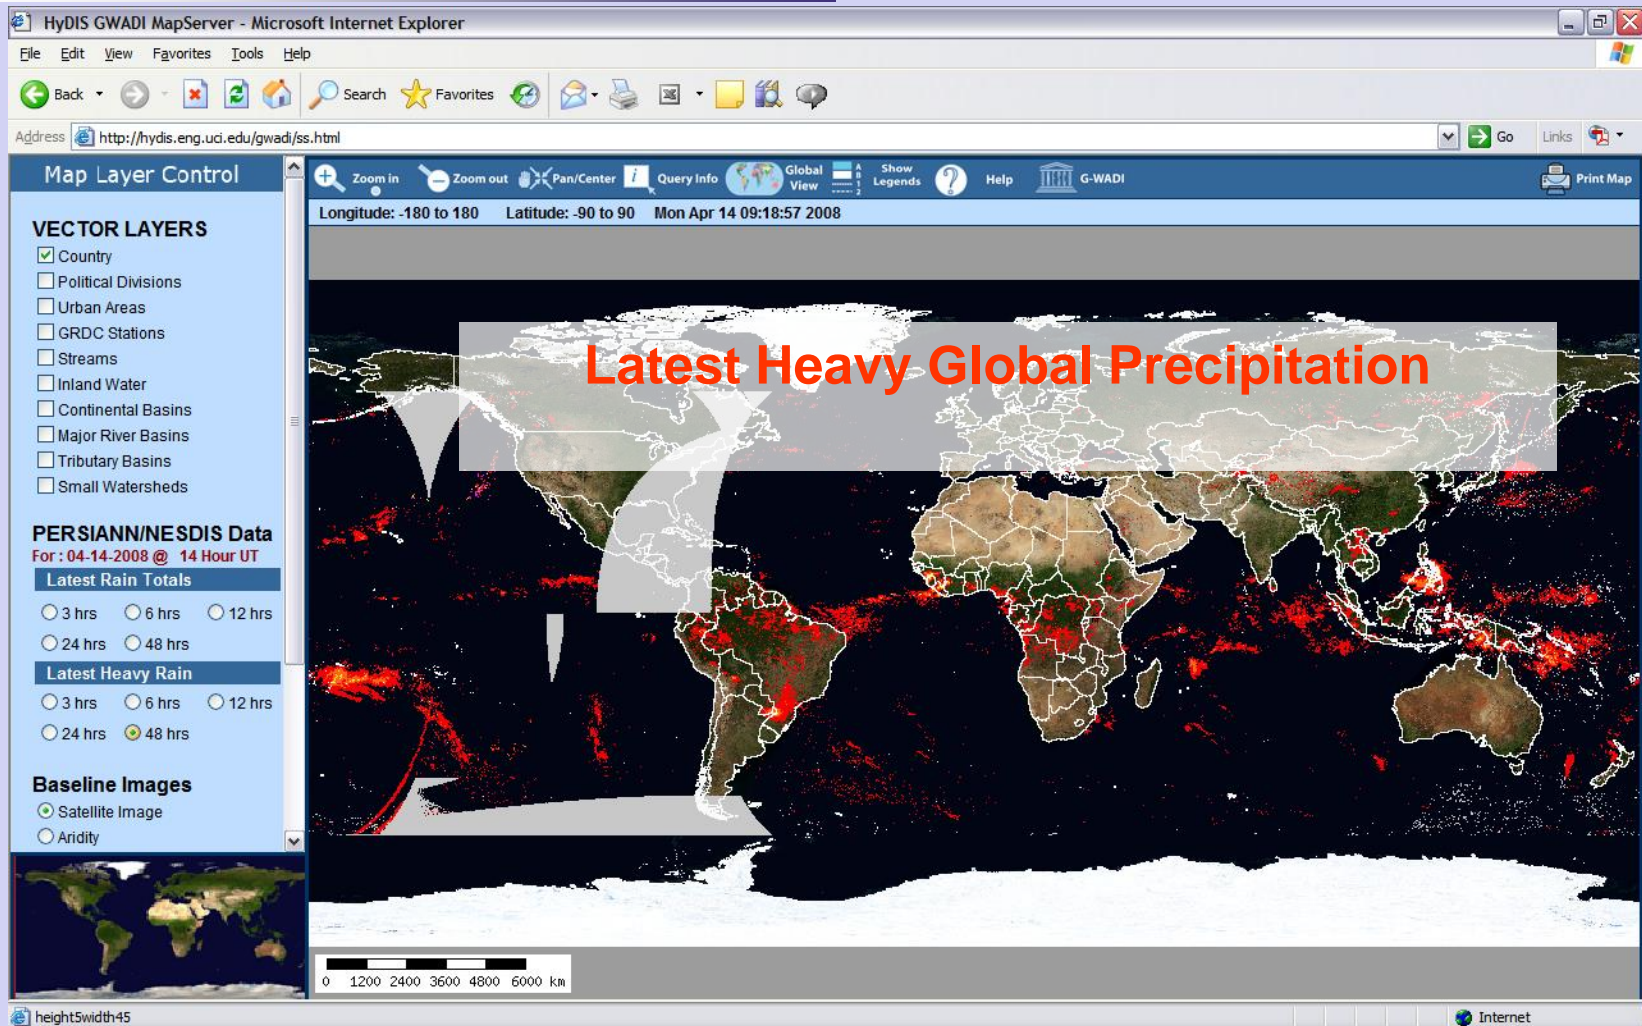 HyDIS GWADI MapServer - Microsoft Internet Explorer
File Edit View Favorites Tools Help
Back Search Favorites
Address http://hydis.eng.uci.edu/gwadi/ss.html Go Links
Map Layer Control
Zoom in Zoom out Pan/Center i Query Info Global View Show Legends ? Help G-WADI Print Map
Longitude: -180 to 180 Latitude: -90 to 90 Mon Apr 14 09:18:57 2008
VECTOR LAYERS
Country
Political Divisions
Urban Areas
GRDC Stations
Streams
Inland Water
Continental Basins
Major River Basins
Tributary Basins
Small Watersheds
PERSIANN/NESDIS Data
For : 04-14-2008 @ 14 Hour UT
Latest Rain Totals
3 hrs 6 hrs 12 hrs
24 hrs 48 hrs
Latest Heavy Rain
3 hrs 6 hrs 12 hrs
24 hrs 48 hrs
Baseline Images
Satellite Image
Aridity
Latest Heavy Global Precipitation
0 1200 2400 3600 4800 6000 km
height5width45
Internet